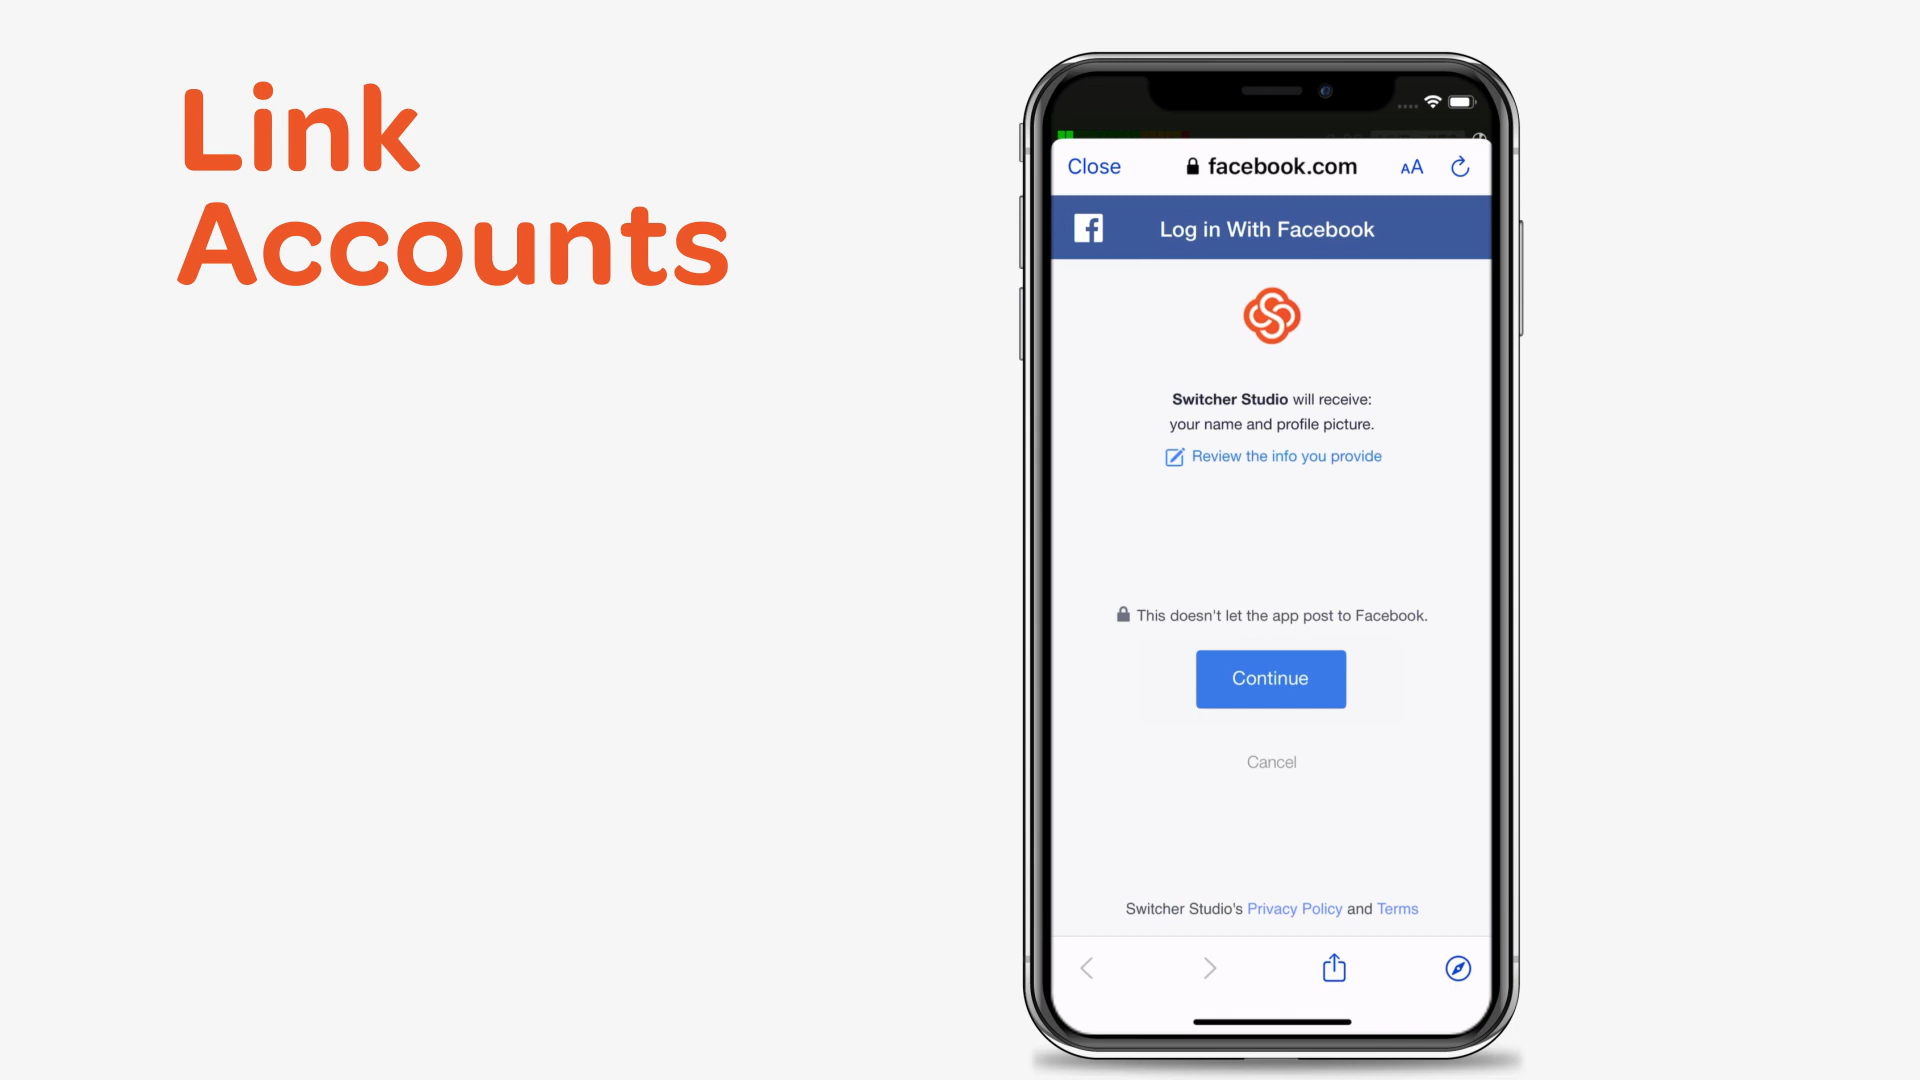 Link
Accounts
Close
facebook.com
AA
Log in With Facebook
Switcher Studio will receive:
your name and profile picture.
Review the info you provide
This doesn't let the app post to Facebook.
Continue
Cancel
Switcher Studio's Privacy Policy and Terms